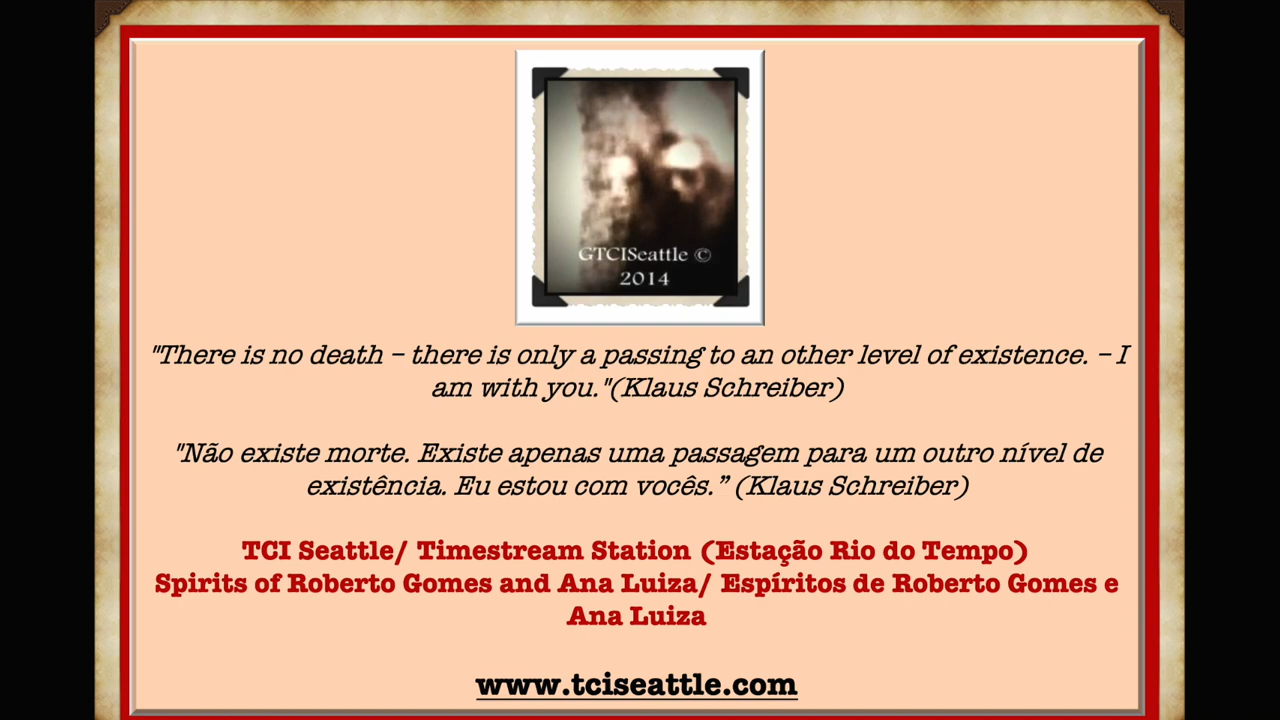 GTCISeattle ©
2014
"There is no death – there is only a passing to an other level of existence. – I
am with you."(Klaus Schreiber)
"Não existe morte. Existe apenas uma passagem para um outro nível de
existência. Eu estou com vocês.” (Klaus Schreiber)
TCI Seattle/ Timestream Station (Estação Rio do Tempo)
Spirits of Roberto Gomes and Ana Luiza/ Espíritos de Roberto Gomes e
Ana Luiza
www.tciseattle.com